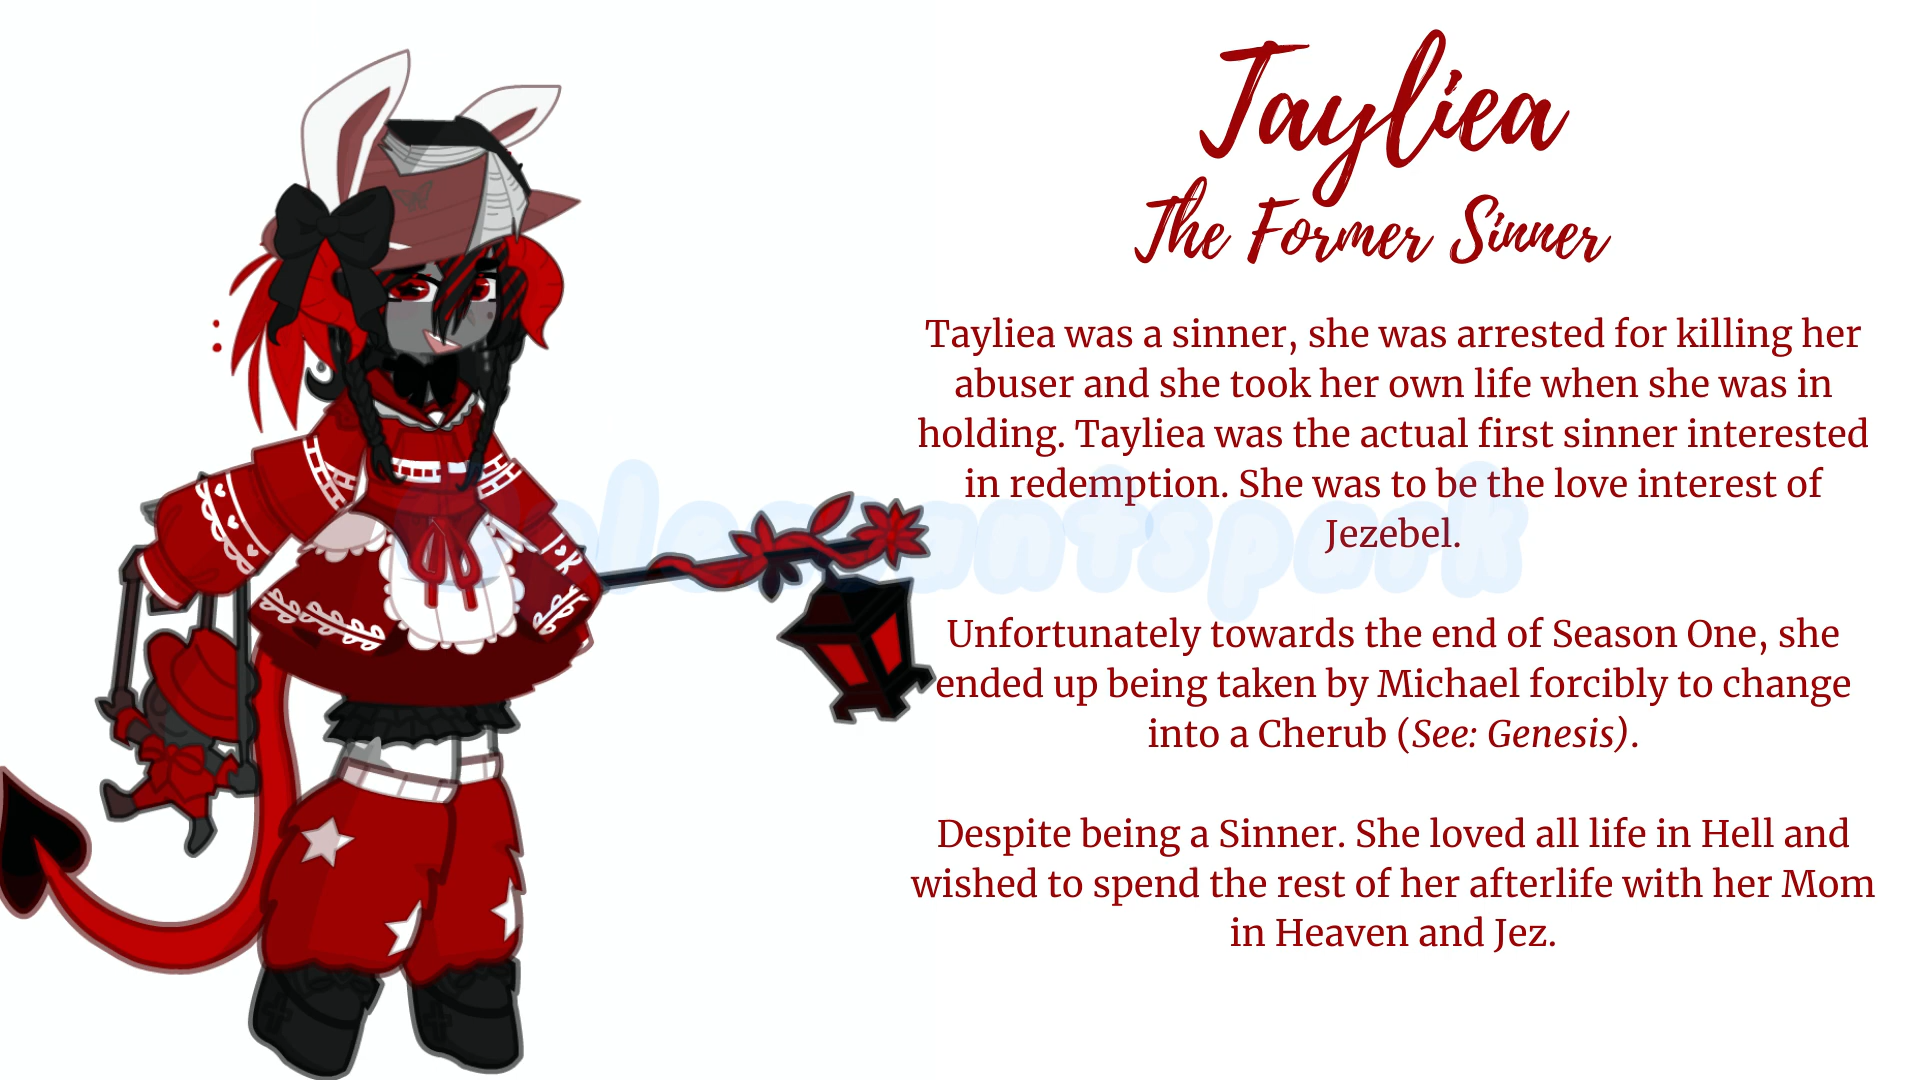 Tayliea
The Former Sinner
Tayliea was a sinner, she was arrested for killing her
abuser and she took her own life when she was in
holding. Tayliea was the actual first sinner interested
in redemption. She was to be the love interest of
Jezebel.
Unfortunately towards the end of Season One, she
ended up being taken by Michael forcibly to change
into a Cherub (See: Genesis).
Despite being a Sinner. She loved all life in Hell and
wished to spend the rest of her afterlife with her Mom
in Heaven and Jez.